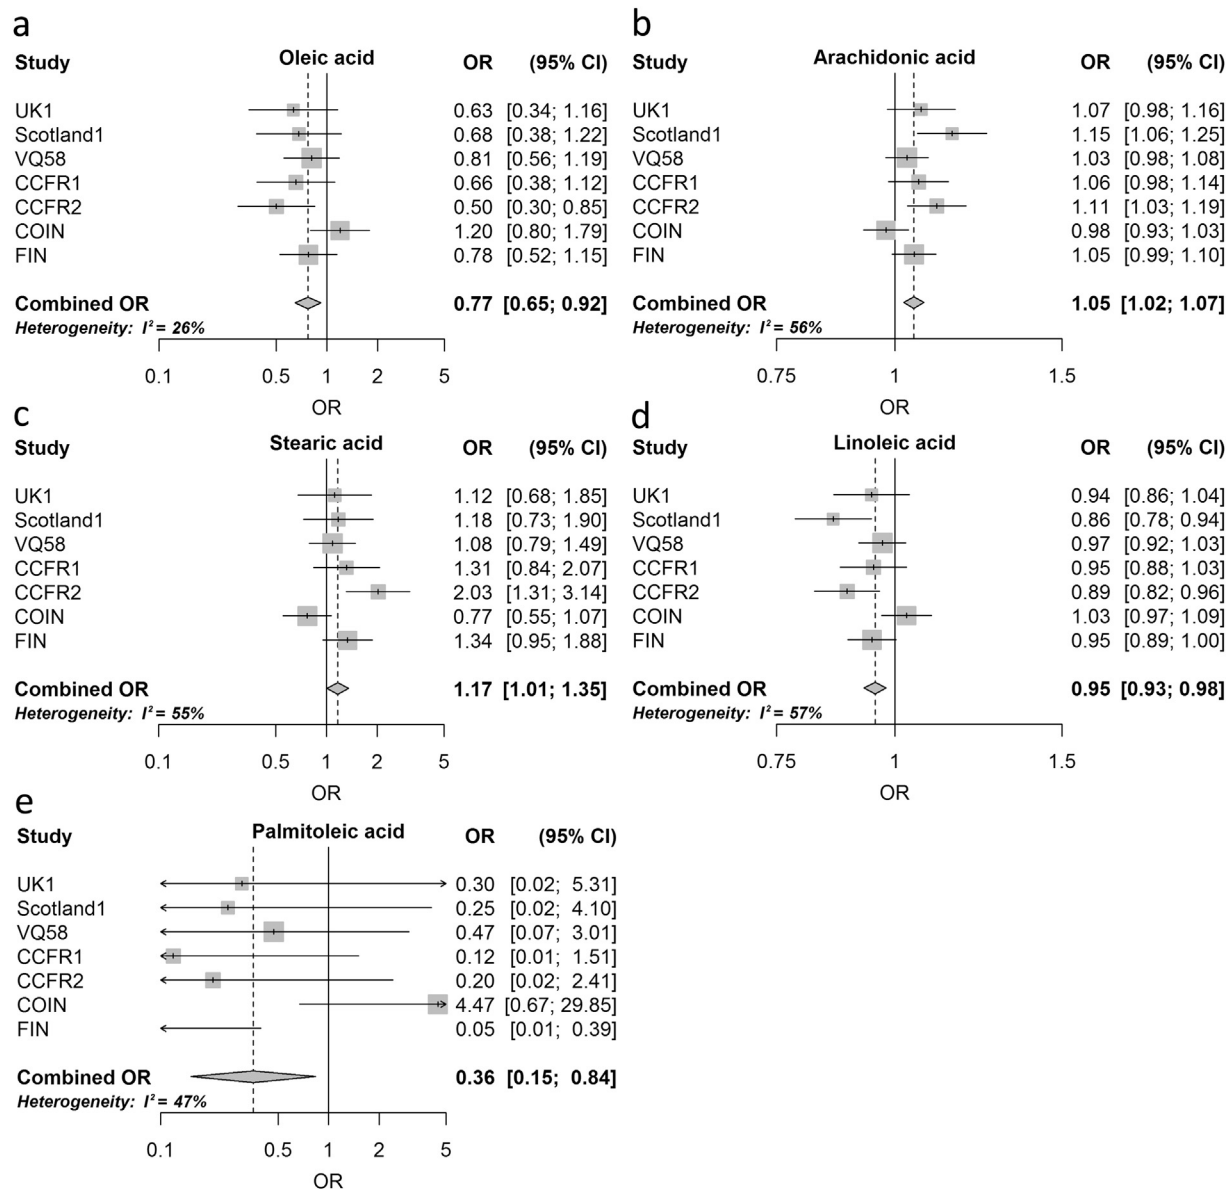 a
Study Oleic acid OR (95% CI)
UK1 0.63 [0.34; 1.16]
Scotland1 0.68 [0.38; 1.22]
VQ58 0.81 [0.56; 1.19]
CCFR1 0.66 [0.38; 1.12]
CCFR2 0.50 [0.30; 0.85]
COIN 1.20 [0.80; 1.79]
FIN 0.78 [0.52; 1.15]
Combined OR 0.77 [0.65; 0.92]
Heterogeneity: I² = 26%
0.1 0.5 1 2 5
OR
b
Study Arachidonic acid OR (95% CI)
UK1 1.07 [0.98; 1.16]
Scotland1 1.15 [1.06; 1.25]
VQ58 1.03 [0.98; 1.08]
CCFR1 1.06 [0.98; 1.14]
CCFR2 1.11 [1.03; 1.19]
COIN 0.98 [0.93; 1.03]
FIN 1.05 [0.99; 1.10]
Combined OR 1.05 [1.02; 1.07]
Heterogeneity: I² = 56%
0.75 1 1.5
OR
c
Study Stearic acid OR (95% CI)
UK1 1.12 [0.68; 1.85]
Scotland1 1.18 [0.73; 1.90]
VQ58 1.08 [0.79; 1.49]
CCFR1 1.31 [0.84; 2.07]
CCFR2 2.03 [1.31; 3.14]
COIN 0.77 [0.55; 1.07]
FIN 1.34 [0.95; 1.88]
Combined OR 1.17 [1.01; 1.35]
Heterogeneity: I² = 55%
0.1 0.5 1 2 5
OR
d
Study Linoleic acid OR (95% CI)
UK1 0.94 [0.86; 1.04]
Scotland1 0.86 [0.78; 0.94]
VQ58 0.97 [0.92; 1.03]
CCFR1 0.95 [0.88; 1.03]
CCFR2 0.89 [0.82; 0.96]
COIN 1.03 [0.97; 1.09]
FIN 0.95 [0.89; 1.00]
Combined OR 0.95 [0.93; 0.98]
Heterogeneity: I² = 57%
0.75 1 1.5
OR
e
Study Palmitoleic acid OR (95% CI)
UK1 0.30 [0.02; 5.31]
Scotland1 0.25 [0.02; 4.10]
VQ58 0.47 [0.07; 3.01]
CCFR1 0.12 [0.01; 1.51]
CCFR2 0.20 [0.02; 2.41]
COIN 4.47 [0.67; 29.85]
FIN 0.05 [0.01; 0.39]
Combined OR 0.36 [0.15; 0.84]
Heterogeneity: I² = 47%
0.1 0.5 1 2 5
OR